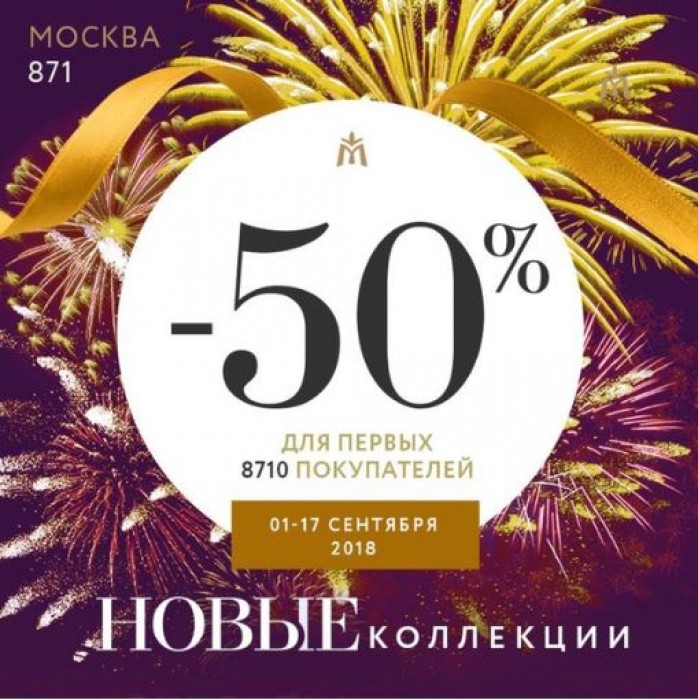 МОСКВА
871
-50%
ДЛЯ ПЕРВЫХ
8710 ПОКУПАТЕЛЕЙ
01-17 СЕНТЯБРЯ
2018
НОВЫЕ КОЛЛЕКЦИИ